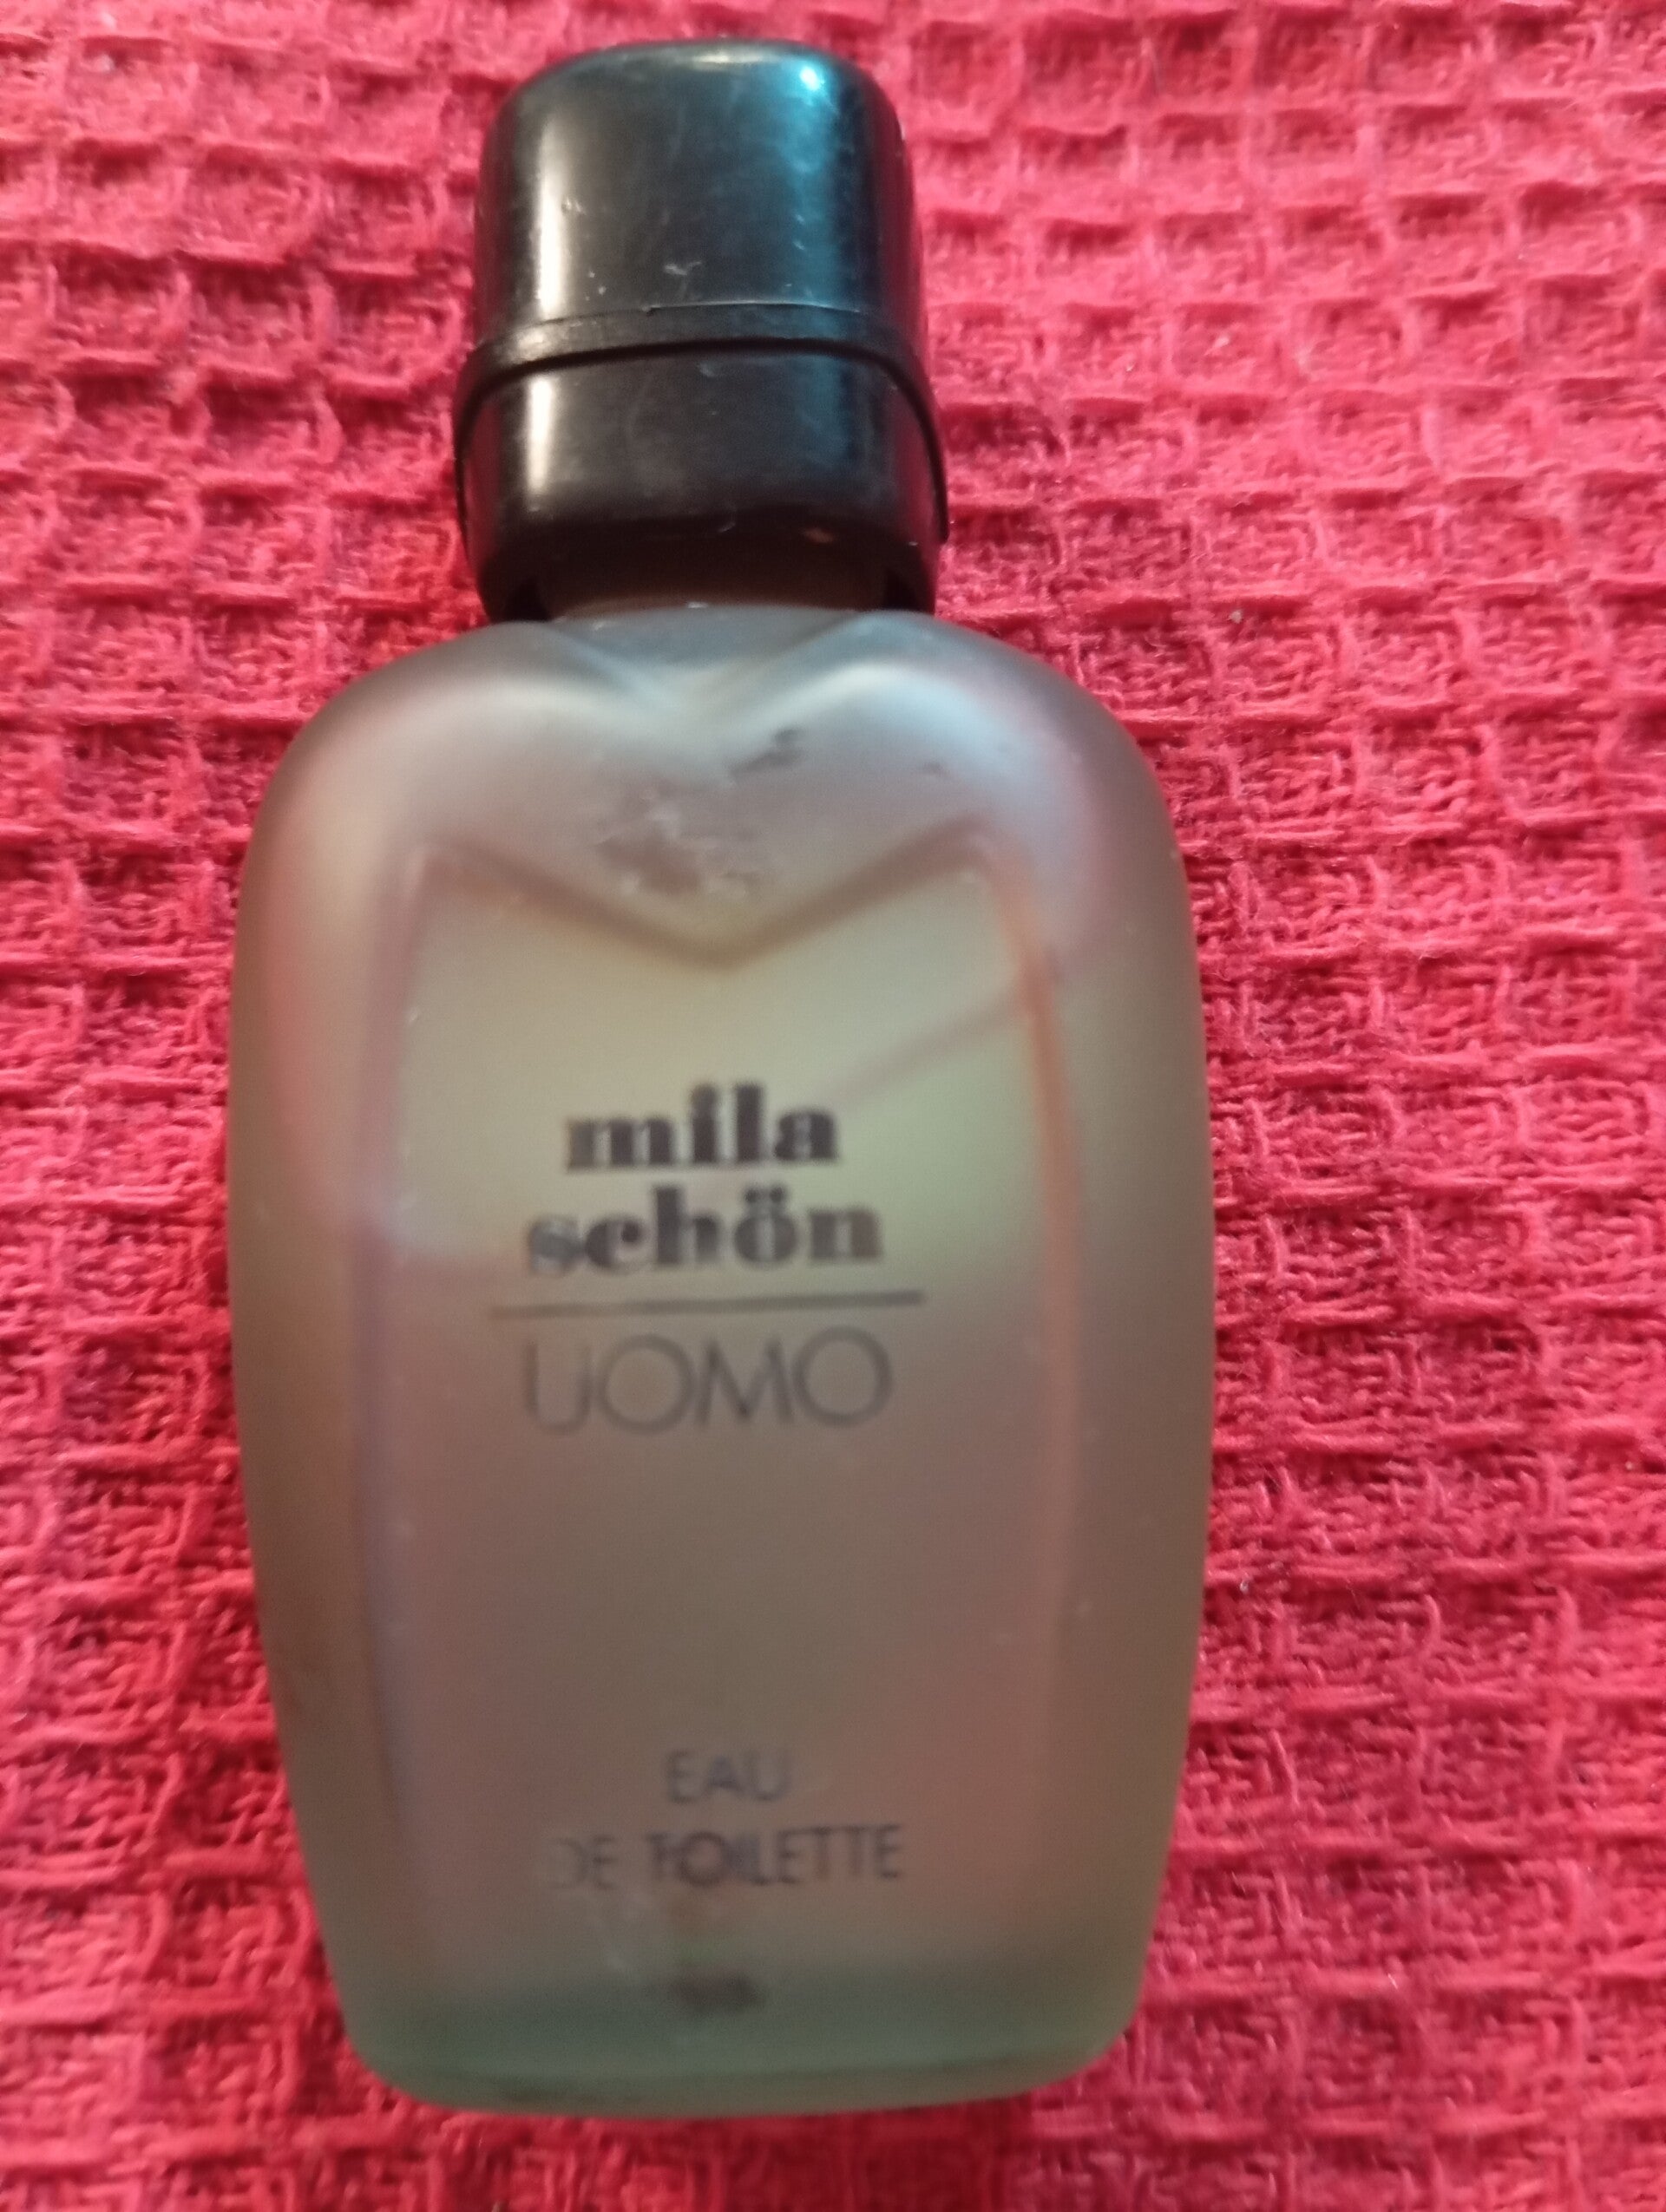 mila
schön
UOMO
EAU
DE TOILETTE